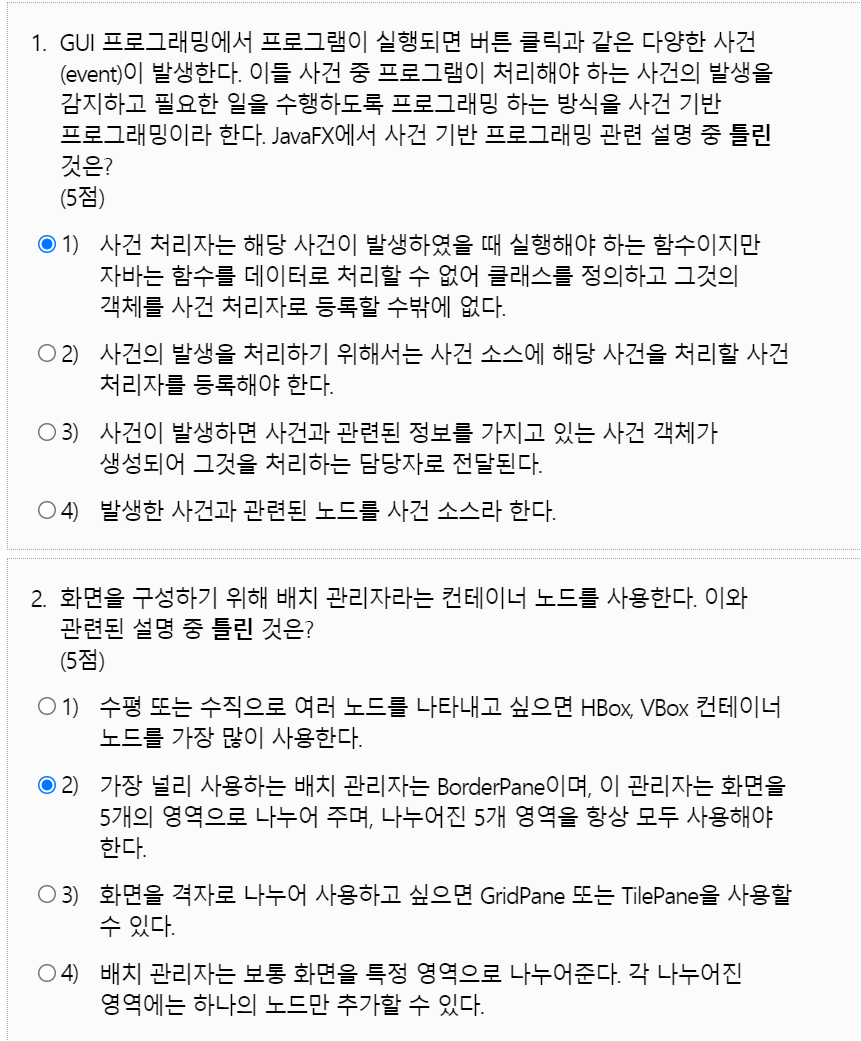 1. GUI 프로그래밍에서 프로그램이 실행되면 버튼 클릭과 같은 다양한 사건
(event)이 발생한다. 이들 사건 중 프로그램이 처리해야 하는 사건의 발생을
감지하고 필요한 일을 수행하도록 프로그래밍 하는 방식을 사건 기반
프로그래밍이라 한다. JavaFX에서 사건 기반 프로그래밍 관련 설명 중 틀린
것은?
(5점)
1) 사건 처리자는 해당 사건이 발생하였을 때 실행해야 하는 함수이지만
자바는 함수를 데이터로 처리할 수 없어 클래스를 정의하고 그것의
객체를 사건 처리자로 등록할 수밖에 없다.
2) 사건의 발생을 처리하기 위해서는 사건 소스에 해당 사건을 처리할 사건
처리자를 등록해야 한다.
3) 사건이 발생하면 사건과 관련된 정보를 가지고 있는 사건 객체가
생성되어 그것을 처리하는 담당자로 전달된다.
4) 발생한 사건과 관련된 노드를 사건 소스라 한다.
2. 화면을 구성하기 위해 배치 관리자라는 컨테이너 노드를 사용한다. 이와
관련된 설명 중 틀린 것은?
(5점)
1) 수평 또는 수직으로 여러 노드를 나타내고 싶으면 HBox, VBox 컨테이너
노드를 가장 많이 사용한다.
2) 가장 널리 사용하는 배치 관리자는 BorderPane이며, 이 관리자는 화면을
5개의 영역으로 나누어 주며, 나누어진 5개 영역을 항상 모두 사용해야
한다.
3) 화면을 격자로 나누어 사용하고 싶으면 GridPane 또는 TilePane을 사용할
수 있다.
4) 배치 관리자는 보통 화면을 특정 영역으로 나누어준다. 각 나누어진
영역에는 하나의 노드만 추가할 수 있다.